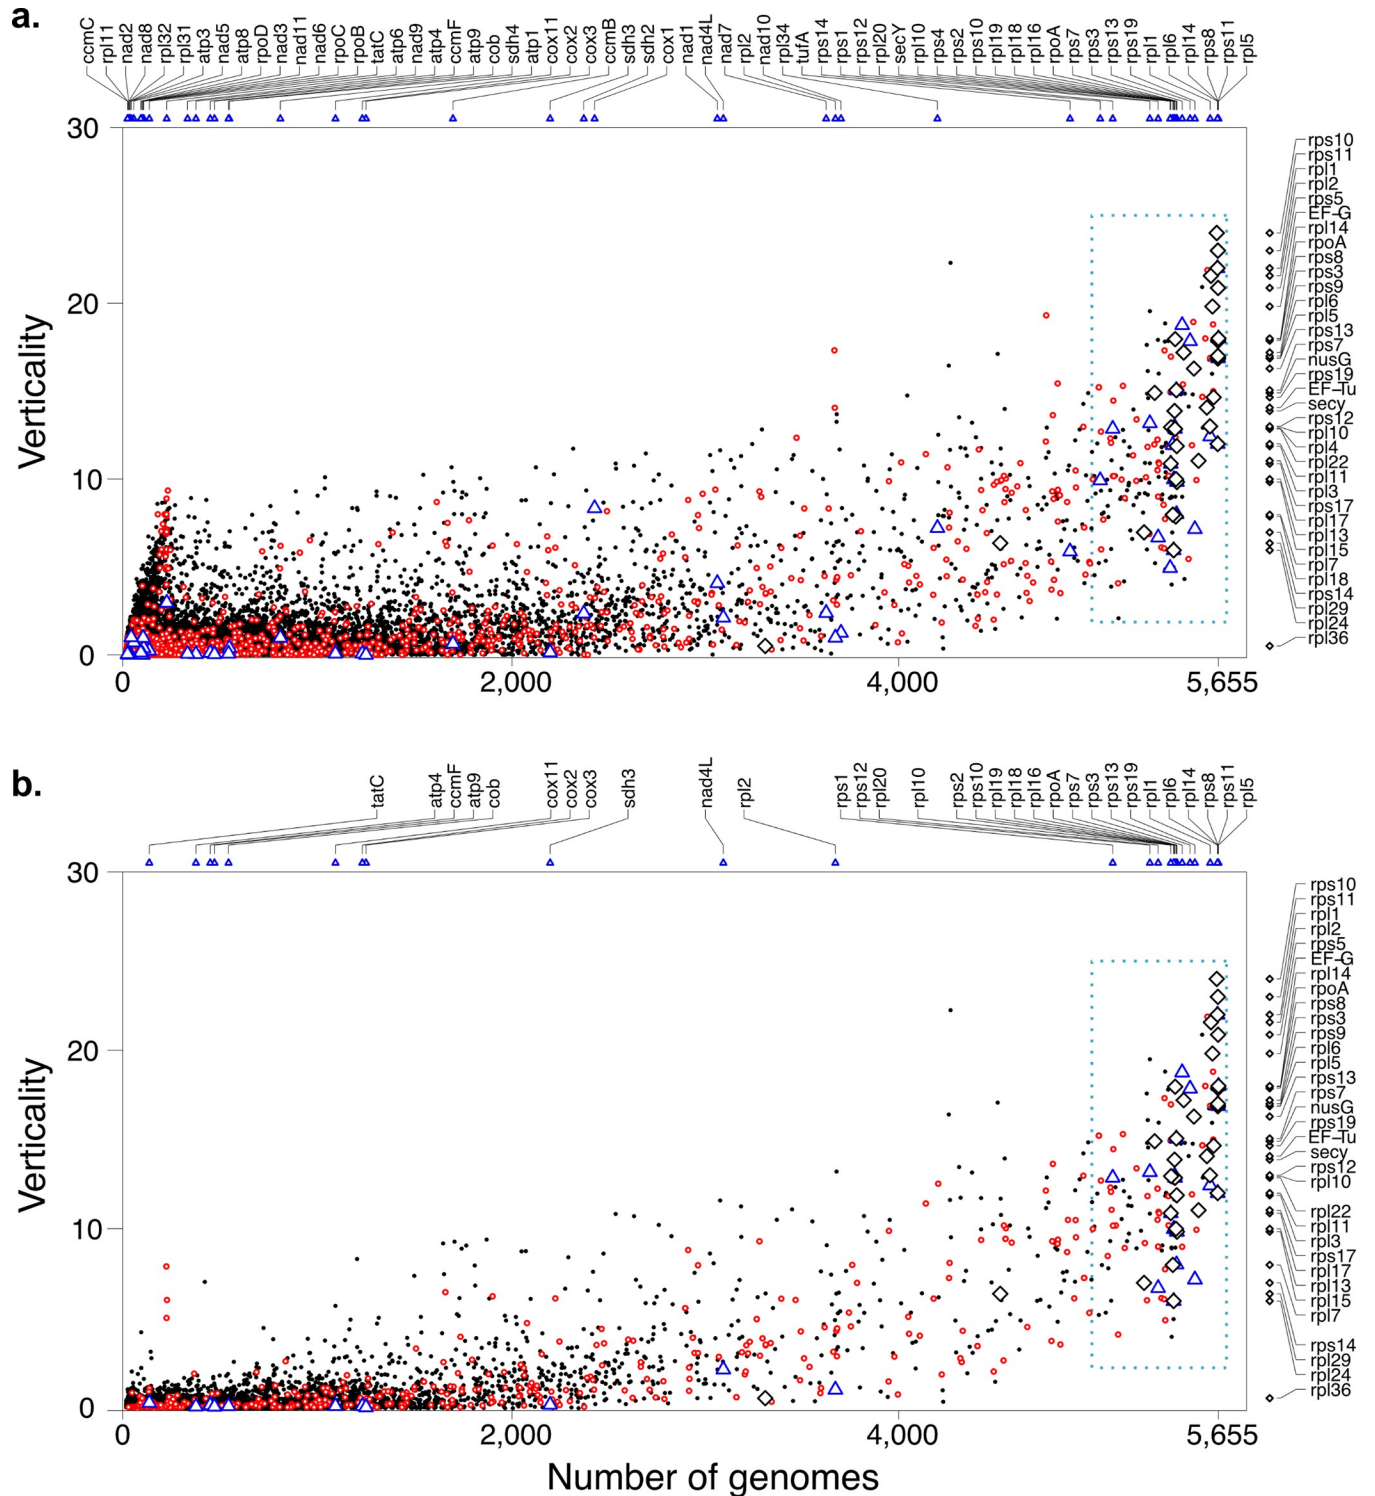 a.
ccmC rpl11 nad2 nad8 rpl32 rpl31 atp3 nad5 atp8 rpoD nad3 nad11 nad6 rpoC rpoB tatC atp6 nad9 atp4 ccmF atp9 cob sdh4 atp1 cox11 cox2 cox3 ccmB sdh3 sdh2 cox1 nad1 nad4L nad7 rpl2 nad10 rpl34 tufA rps14 rps1 rps12 rpl20 secY rpl10 rps4 rps2 rps10 rpl19 rpl18 rpl16 rpoA rps7 rps3 rps13 rps19 rpl1 rpl6 rpl14 rps8 rps11 rpl5
30
20
10
0
Verticality
0 2,000 4,000 5,655
rps10
rps11
rpl1
rpl2
rps5
EF-G
rpl14
rpoA
rps8
rps3
rps9
rpl6
rpl5
rps13
rps7
nusG
rps19
EF-Tu
secy
rps12
rpl10
rpl4
rpl22
rpl11
rpl3
rps17
rpl17
rpl13
rpl15
rpl7
rpl18
rps14
rpl29
rpl24
rpl36
b.
tatC atp4 ccmF atp9 cob cox11 cox2 cox3 sdh3 nad4L rpl2 rps1 rps12 rpl20 rpl10 rps2 rps10 rpl19 rpl18 rpl16 rpoA rps7 rps3 rps13 rps19 rpl1 rpl6 rpl14 rps8 rps11 rpl5
30
20
10
0
Verticality
0 2,000 4,000 5,655
Number of genomes
rps10
rps11
rpl1
rpl2
rps5
EF-G
rpl14
rpoA
rps8
rps3
rps9
rpl6
rpl5
rps13
rps7
nusG
rps19
EF-Tu
secy
rps12
rpl10
rpl22
rpl11
rpl3
rps17
rpl17
rpl13
rpl15
rpl7
rps14
rpl29
rpl24
rpl36